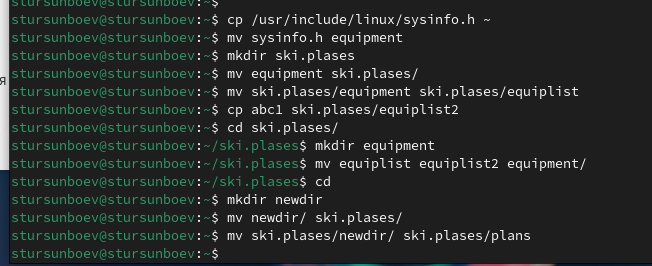 stursunboev@stursunboev:~$
stursunboev@stursunboev:~$ cp /usr/include/linux/sysinfo.h ~
stursunboev@stursunboev:~$ mv sysinfo.h equipment
stursunboev@stursunboev:~$ mkdir ski.plases
stursunboev@stursunboev:~$ mv equipment ski.plases/
stursunboev@stursunboev:~$ mv ski.plases/equipment ski.plases/equiplist
stursunboev@stursunboev:~$ cp abc1 ski.plases/equiplist2
stursunboev@stursunboev:~$ cd ski.plases/
stursunboev@stursunboev:~/ski.plases$ mkdir equipment
stursunboev@stursunboev:~/ski.plases$ mv equiplist equiplist2 equipment/
stursunboev@stursunboev:~/ski.plases$ cd
stursunboev@stursunboev:~$ mkdir newdir
stursunboev@stursunboev:~$ mv newdir/ ski.plases/
stursunboev@stursunboev:~$ mv ski.plases/newdir/ ski.plases/plans
stursunboev@stursunboev:~$
я